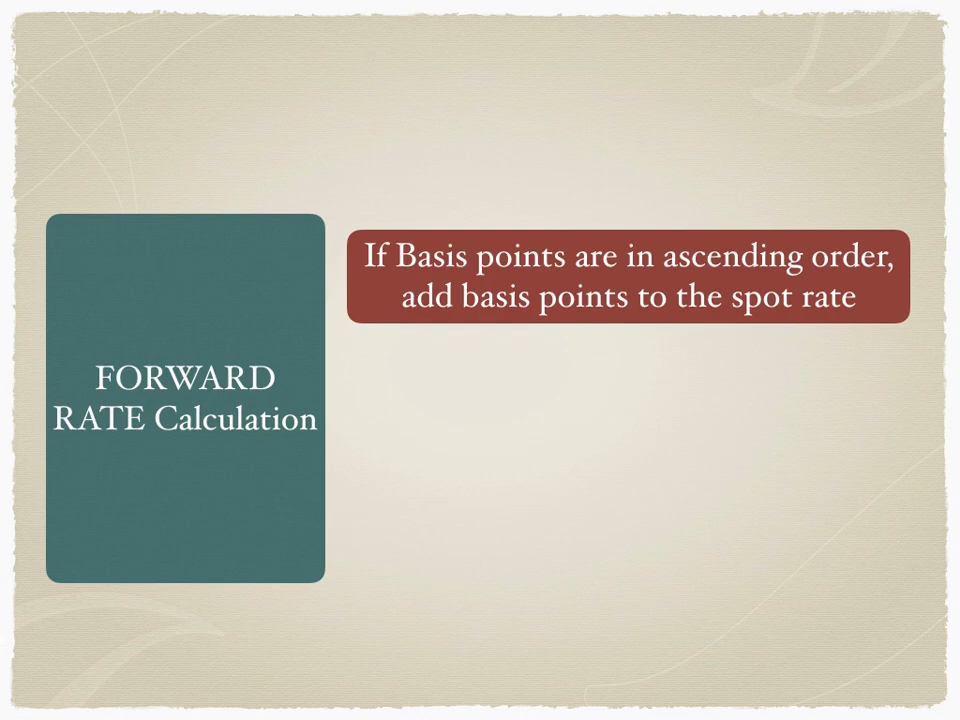 FORWARD
RATE Calculation
If Basis points are in ascending order,
add basis points to the spot rate